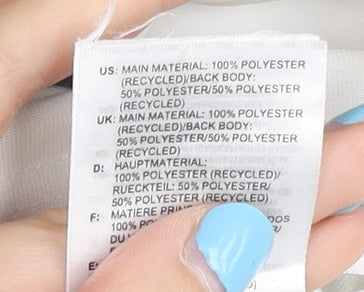 US: MAIN MATERIAL: 100% POLYESTER
(RECYCLED)/BACK BODY:
50% POLYESTER/50% POLYESTER
(RECYCLED)
UK: MAIN MATERIAL: 100% POLYESTER
(RECYCLED)/BACK BODY:
50% POLYESTER/50% POLYESTER
(RECYCLED)
D: HAUPTMATERIAL:
100% POLYESTER (RECYCLED)/
RUECKTEIL: 50% POLYESTER/
50% POLYESTER (RECYCLED)
F: MATIERE
100%
DU
E: